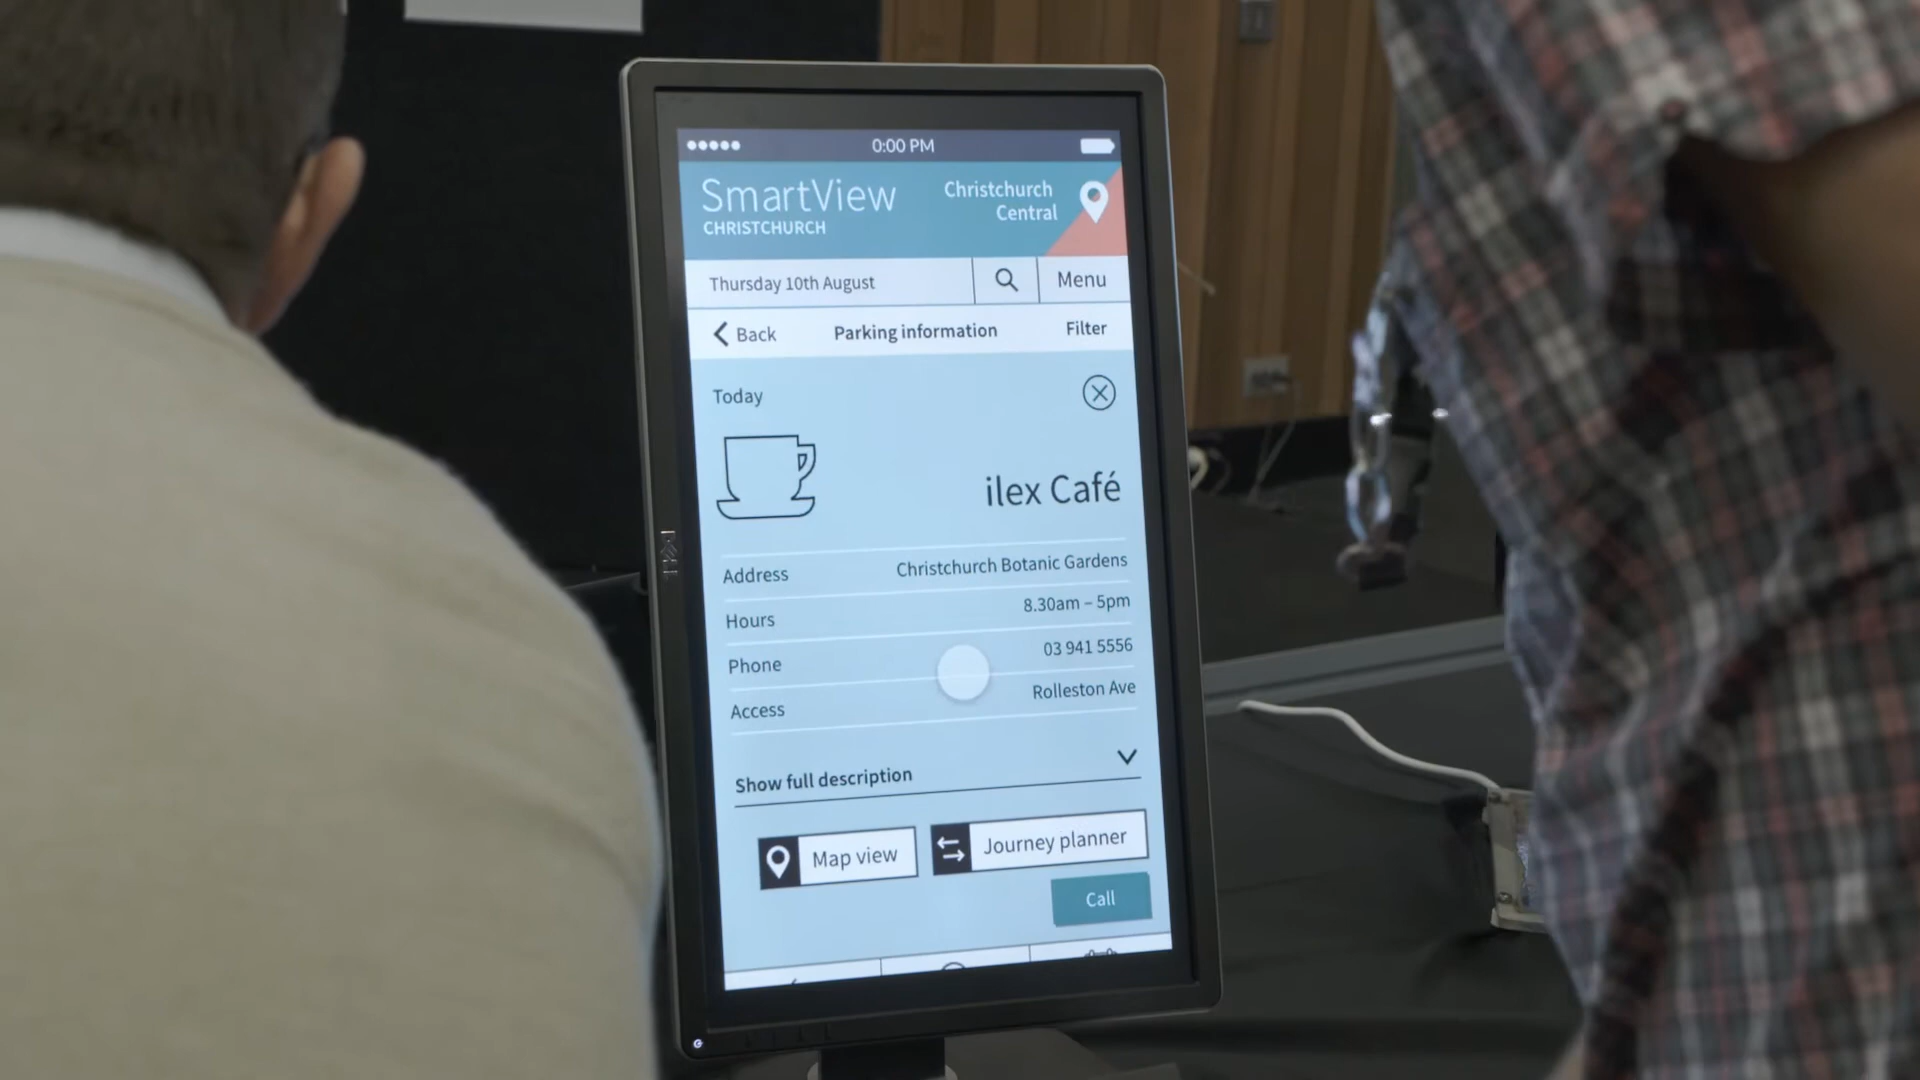 0:00 PM
SmartView
CHRISTCHURCH
Christchurch
Central
Thursday 10th August
Menu
Back
Parking information
Filter
Today
ilex Café
Address
Christchurch Botanic Gardens
Hours
8.30am – 5pm
Phone
03 941 5556
Access
Rolleston Ave
Show full description
Map view
Journey planner
Call
DELL